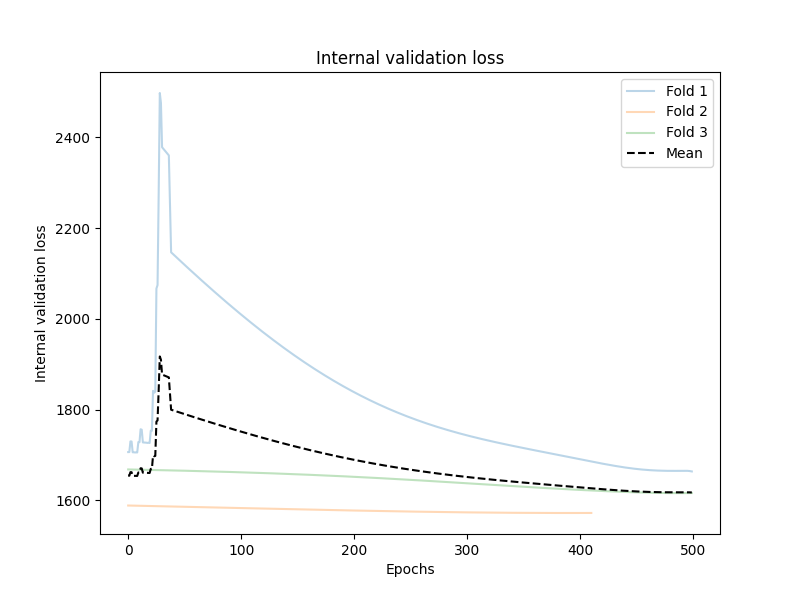 Internal validation loss
Fold 1
Fold 2
Fold 3
Mean
2400
2200
2000
1800
1600
Internal validation loss
0 100 200 300 400 500
Epochs